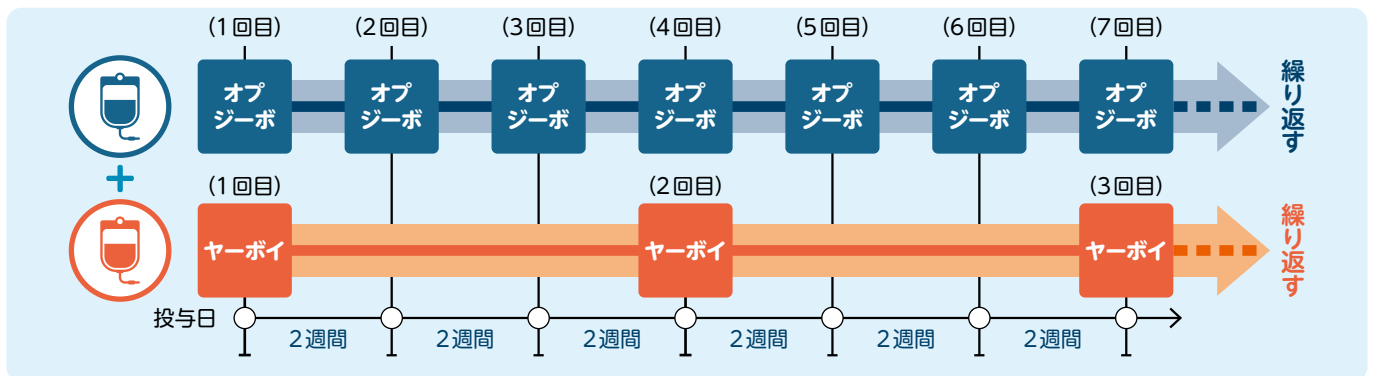 (1回目)
(2回目)
(3回目)
(4回目)
(5回目)
(6回目)
(7回目)
オプ
ジーボ
オプ
ジーボ
オプ
ジーボ
オプ
ジーボ
オプ
ジーボ
オプ
ジーボ
オプ
ジーボ
繰り返す
+
(1回目)
(2回目)
(3回目)
ヤーボイ
ヤーボイ
ヤーボイ
繰り返す
投与日
2週間
2週間
2週間
2週間
2週間
2週間